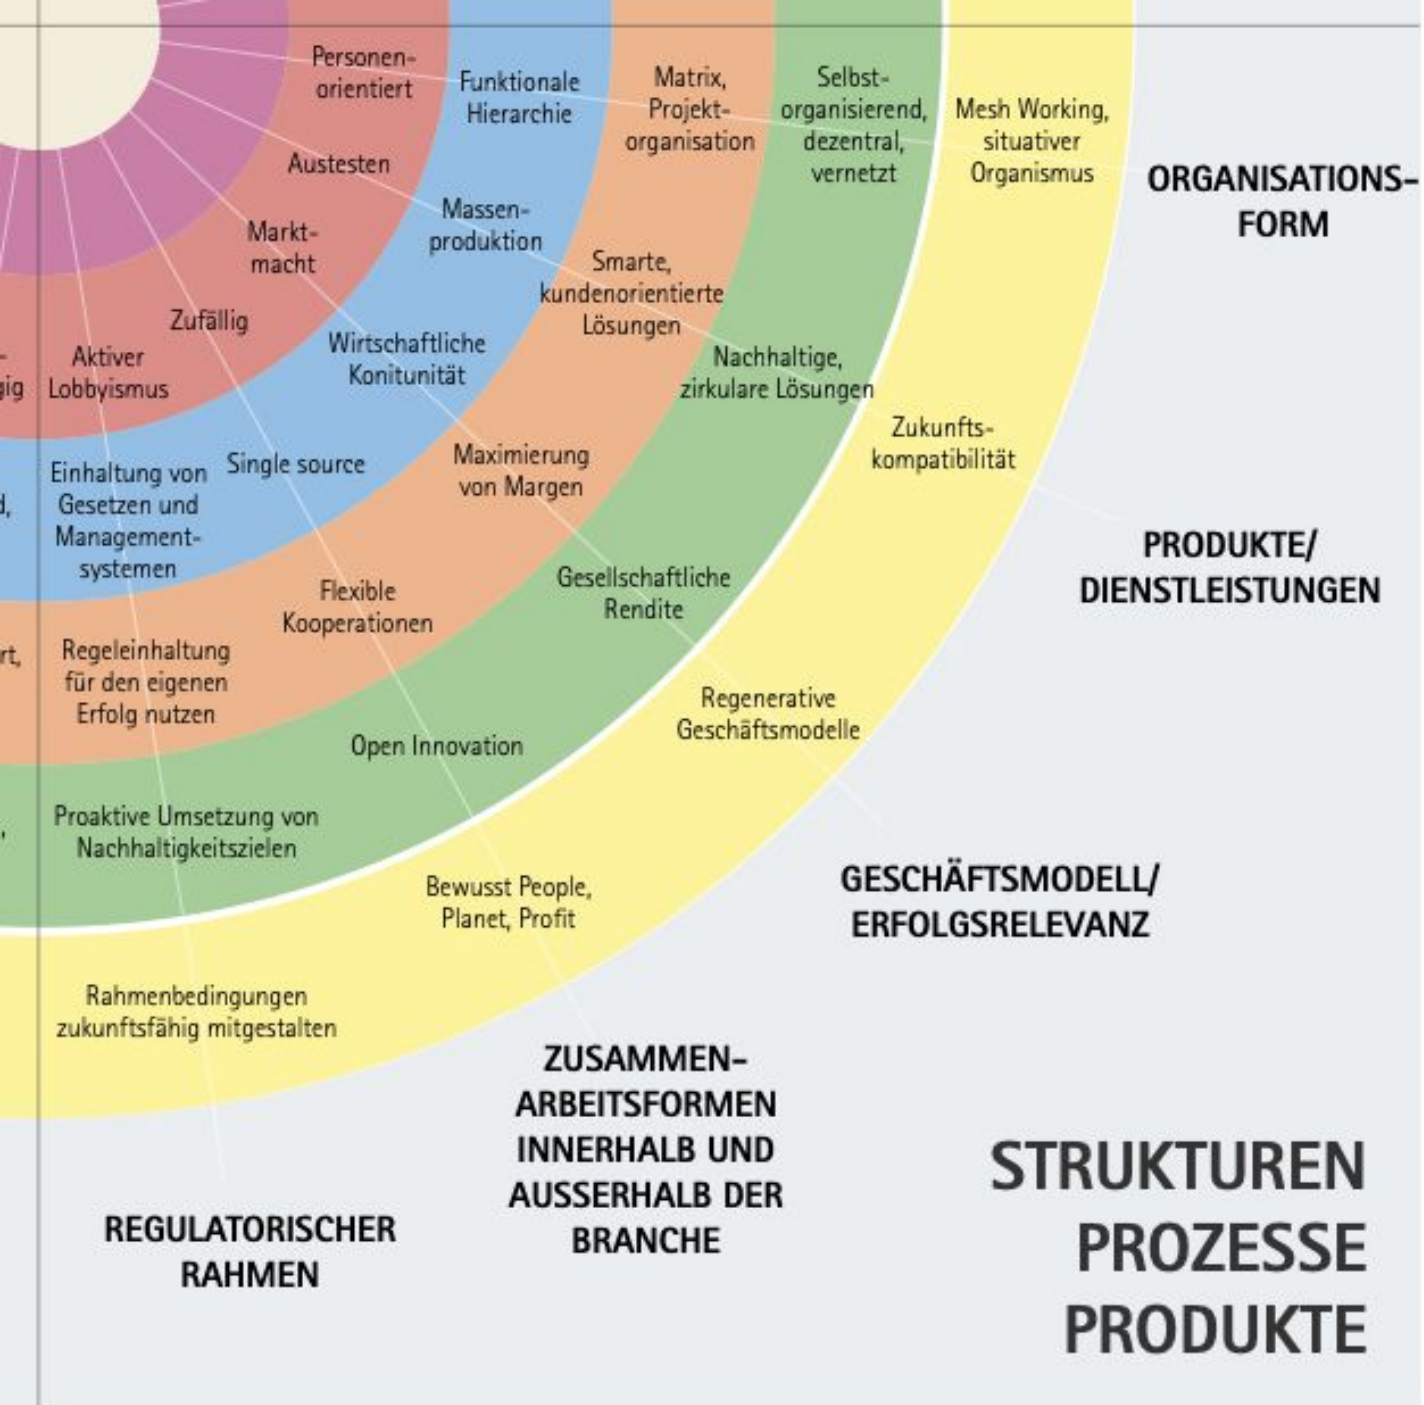 Personen-
orientiert
Funktionale
Hierarchie
Matrix,
Projekt-
organisation
Selbst-
organisierend,
dezentral,
vernetzt
Mesh Working,
situativer
Organismus
ORGANISATIONS-
FORM
Austesten
Massen-
produktion
Smarte,
kundenorientierte
Lösungen
Nachhaltige,
zirkulare Lösungen
Zukunfts-
kompatibilität
PRODUKTE/
DIENSTLEISTUNGEN
Markt-
macht
Wirtschaftliche
Konitunität
Maximierung
von Margen
Gesellschaftliche
Rendite
Regenerative
Geschäftsmodelle
GESCHÄFTSMODELL/
ERFOLGSRELEVANZ
Zufällig
Single source
Flexible
Kooperationen
Open Innovation
Bewusst People,
Planet, Profit
ZUSAMMEN-
ARBEITSFORMEN
INNERHALB UND
AUSSERHALB DER
BRANCHE
Aktiver
Lobbyismus
Einhaltung von
Gesetzen und
Management-
systemen
Regeleinhaltung
für den eigenen
Erfolg nutzen
Proaktive Umsetzung von
Nachhaltigkeitszielen
Rahmenbedingungen
zukunftsfähig mitgestalten
REGULATORISCHER
RAHMEN
STRUKTUREN
PROZESSE
PRODUKTE